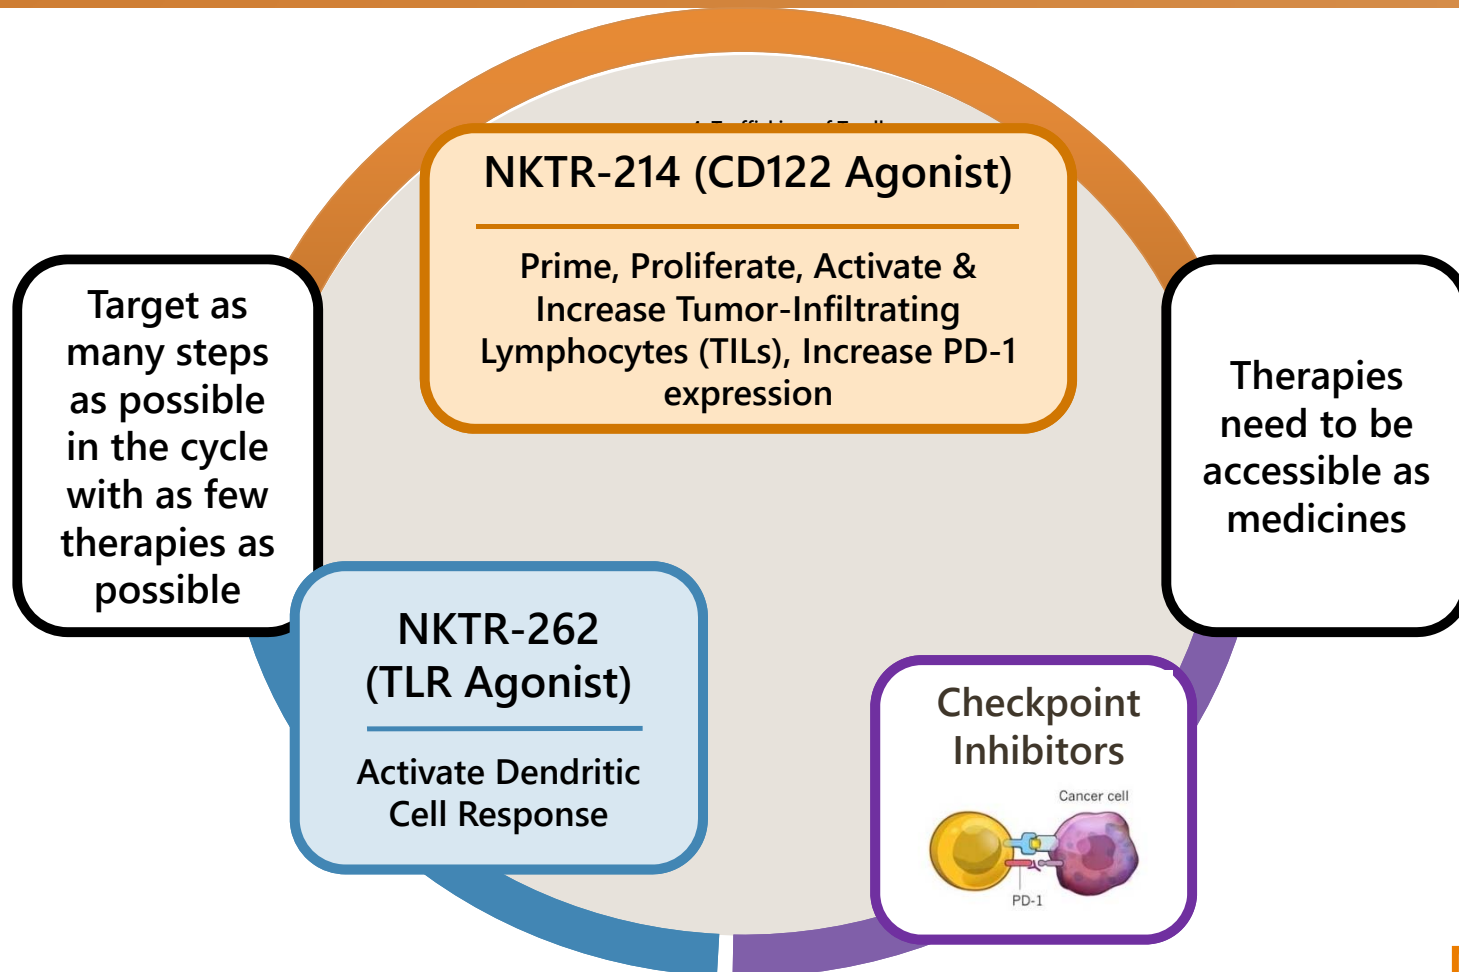 NKTR-214 (CD122 Agonist)
Prime, Proliferate, Activate &
Increase Tumor-Infiltrating
Lymphocytes (TILs), Increase PD-1
expression
Target as
many steps
as possible
in the cycle
with as few
therapies as
possible
Therapies
need to be
accessible as
medicines
NKTR-262
(TLR Agonist)
Activate Dendritic
Cell Response
Checkpoint
Inhibitors
Cancer cell
PD-1